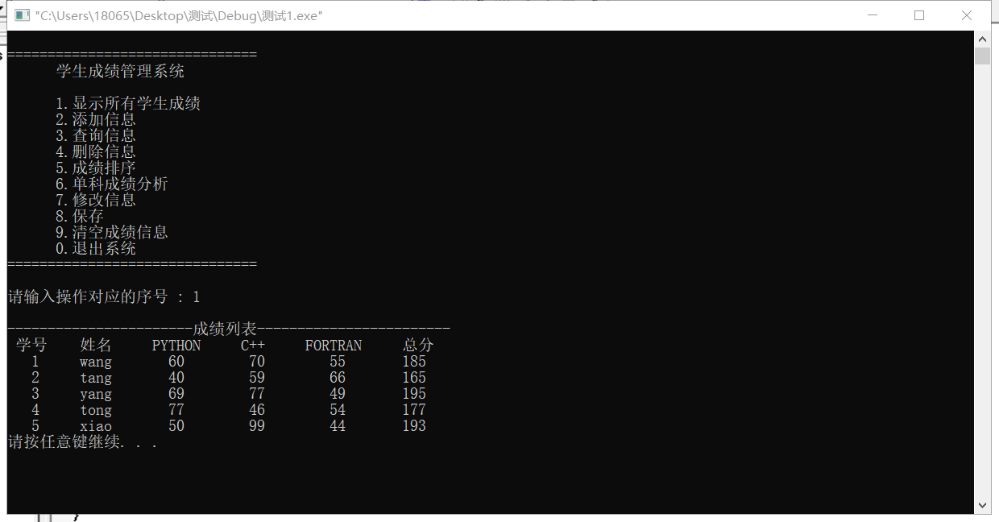 "C:\Users\18065\Desktop\测试\Debug\测试1.exe"
==============================
学生成绩管理系统
1.显示所有学生成绩
2.添加信息
3.查询信息
4.删除信息
5.成绩排序
6.单科成绩分析
7.修改信息
8.保存
9.清空成绩信息
0.退出系统
==============================
请输入操作对应的序号 : 1
-----------------------成绩列表------------------------
学号 姓名 PYTHON C++ FORTRAN 总分
1 wang 60 70 55 185
2 tang 40 59 66 165
3 yang 69 77 49 195
4 tong 77 46 54 177
5 xiao 50 99 44 193
请按任意键继续. . .